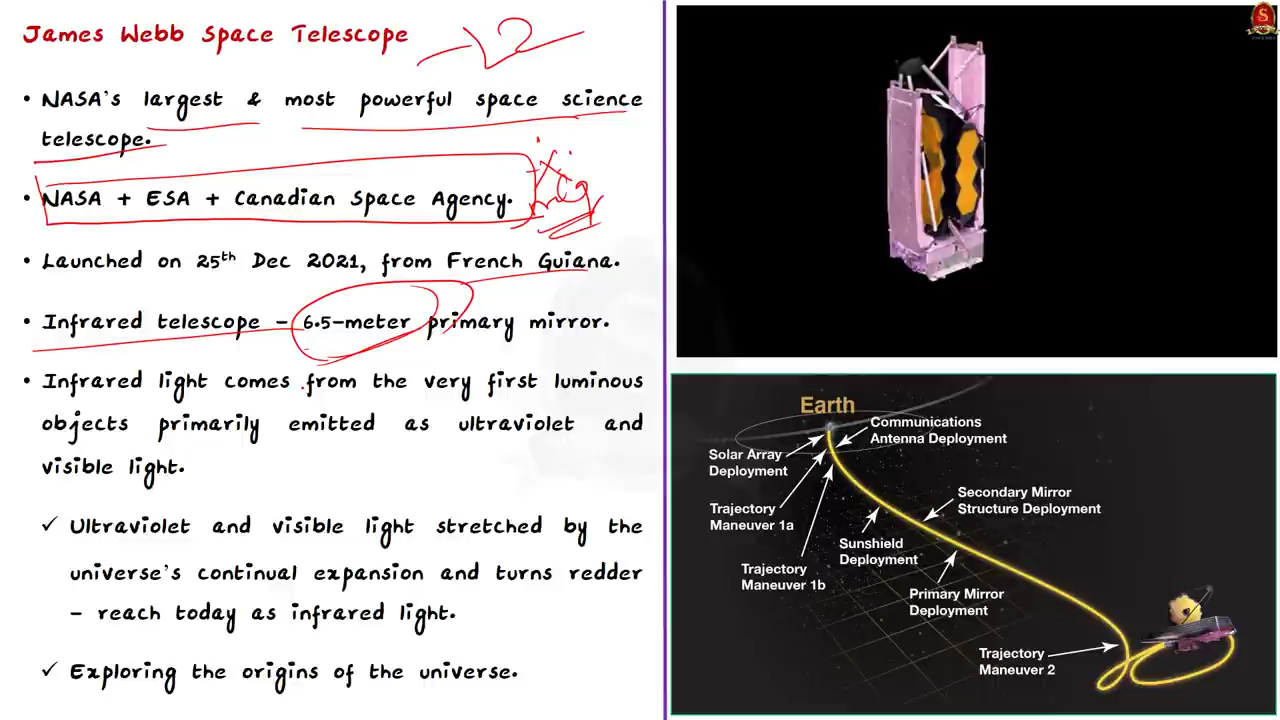 James Webb Space Telescope
• NASA's largest & most powerful space science
telescope.
• NASA + ESA + Canadian Space Agency.
• Launched on 25th Dec 2021, from French Guiana.
• Infrared telescope – 6.5-meter primary mirror.
• Infrared light comes from the very first luminous
objects primarily emitted as ultraviolet and
visible light.
✓ Ultraviolet and visible light stretched by the
universe's continual expansion and turns redder
– reach today as infrared light.
✓ Exploring the origins of the universe.
Earth
Communications
Antenna Deployment
Solar Array
Deployment
Trajectory
Maneuver 1a
Secondary Mirror
Structure Deployment
Sunshield
Deployment
Trajectory
Maneuver 1b
Primary Mirror
Deployment
Trajectory
Maneuver 2